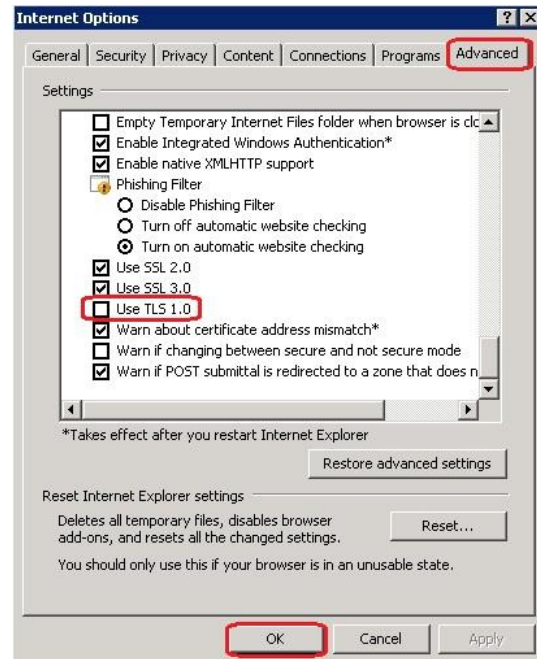 Internet Options
General Security Privacy Content Connections Programs Advanced
Settings
Empty Temporary Internet Files folder when browser is clc
Enable Integrated Windows Authentication*
Enable native XMLHTTP support
Phishing Filter
Disable Phishing Filter
Turn off automatic website checking
Turn on automatic website checking
Use SSL 2.0
Use SSL 3.0
Use TLS 1.0
Warn about certificate address mismatch*
Warn if changing between secure and not secure mode
Warn if POST submittal is redirected to a zone that does n
*Takes effect after you restart Internet Explorer
Restore advanced settings
Reset Internet Explorer settings
Deletes all temporary files, disables browser
add-ons, and resets all the changed settings.
Reset...
You should only use this if your browser is in an unusable state.
OK Cancel Apply